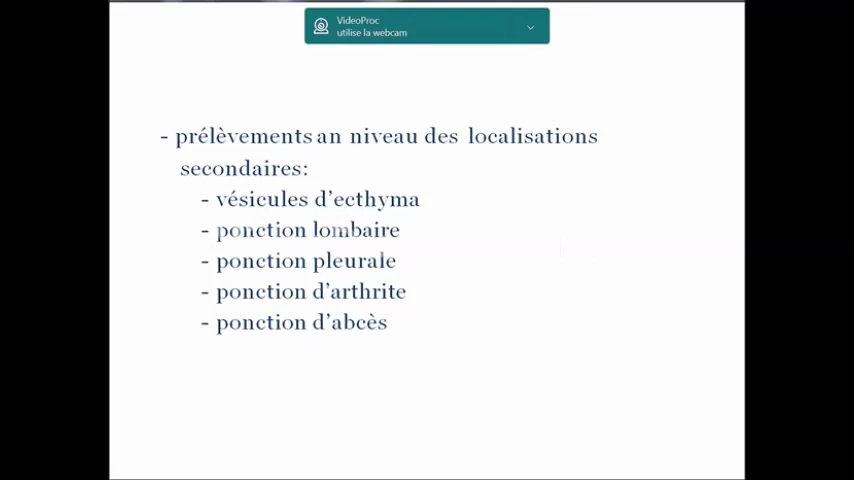 VideoProc
utilise la webcam
- prélèvements an niveau des localisations
secondaires:
- vésicules d'ecthyma
- ponction lombaire
- ponction pleurale
- ponction d'arthrite
- ponction d'abcès